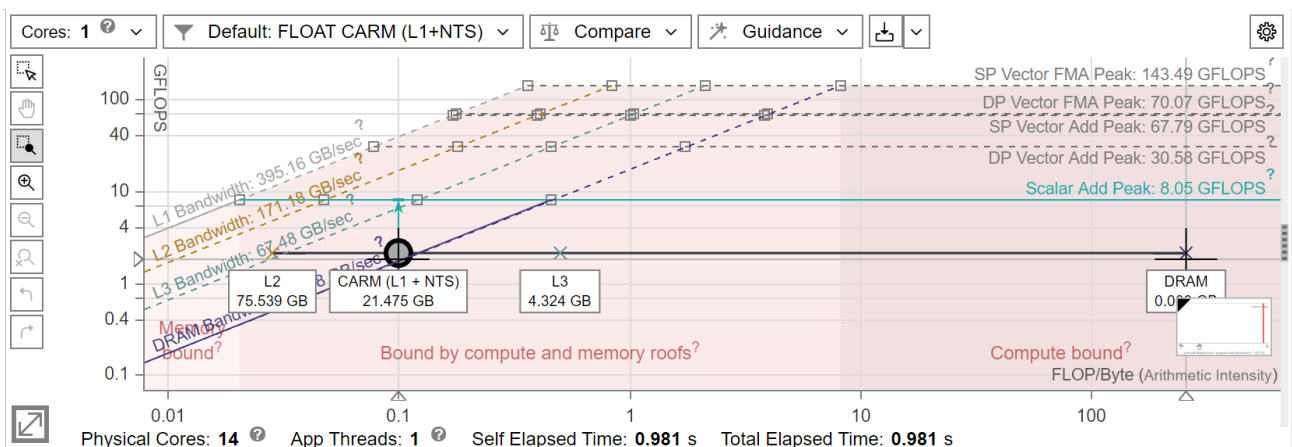 Cores: 1 ? Default: FLOAT CARM (L1+NTS) Compare Guidance
GFLOPS
100
40
10
4
1
0.4
0.1
SP Vector FMA Peak: 143.49 GFLOPS ?
DP Vector FMA Peak: 70.07 GFLOPS ?
SP Vector Add Peak: 67.79 GFLOPS ?
DP Vector Add Peak: 30.58 GFLOPS ?
Scalar Add Peak: 8.05 GFLOPS ?
L1 Bandwidth: 395.16 GB/sec ?
L2 Bandwidth: 171.18 GB/sec ?
L3 Bandwidth: 67.48 GB/sec ?
DRAM GB/sec ?
L2
75.539 GB
CARM (L1 + NTS)
21.475 GB
L3
4.324 GB
DRAM
Memory bound?
Bound by compute and memory roofs?
Compute bound?
FLOP/Byte (Arithmetic Intensity)
0.01 0.1 1 10 100
Physical Cores: 14 ? App Threads: 1 ? Self Elapsed Time: 0.981 s Total Elapsed Time: 0.981 s